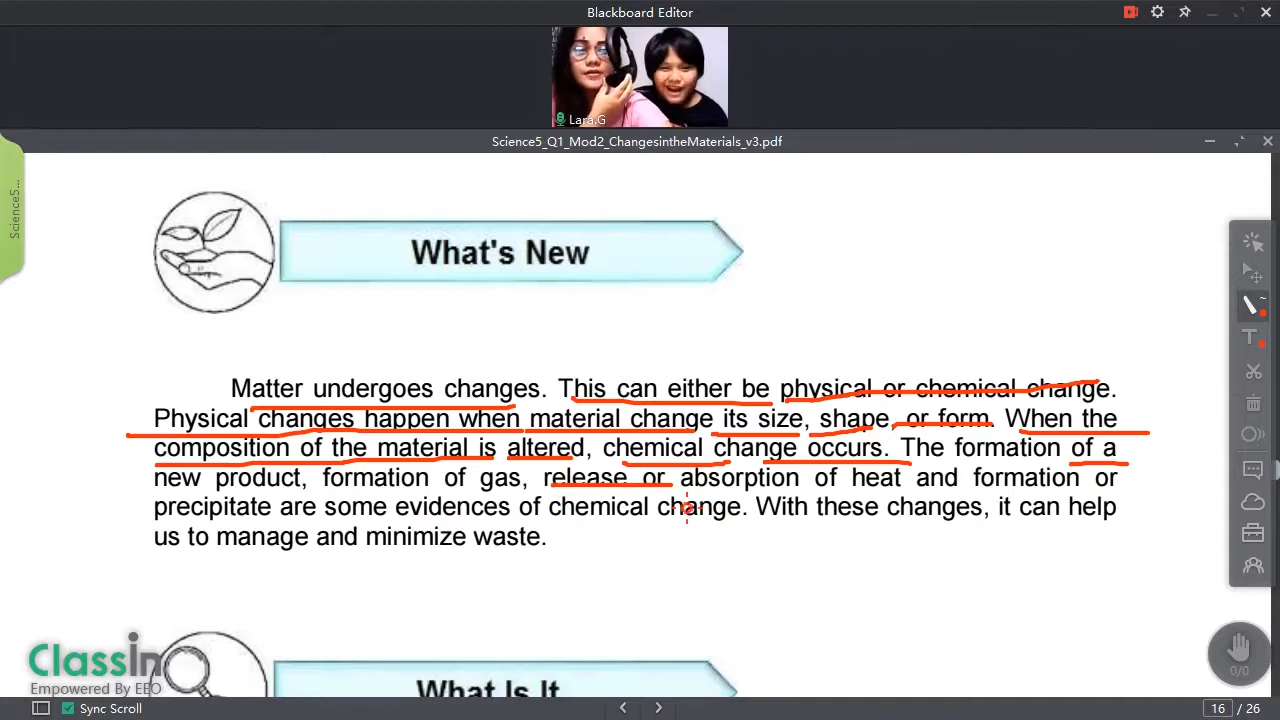 Blackboard Editor
Lara.G
Science5_Q1_Mod2_ChangesintheMaterials_v3.pdf
Science5...
What's New
Matter undergoes changes. This can either be physical or chemical change.
Physical changes happen when material change its size, shape, or form. When the
composition of the material is altered, chemical change occurs. The formation of a
new product, formation of gas, release or absorption of heat and formation or
precipitate are some evidences of chemical change. With these changes, it can help
us to manage and minimize waste.
What Is It
ClassIn
Empowered By EEO
0/0
Sync Scroll
16 / 26